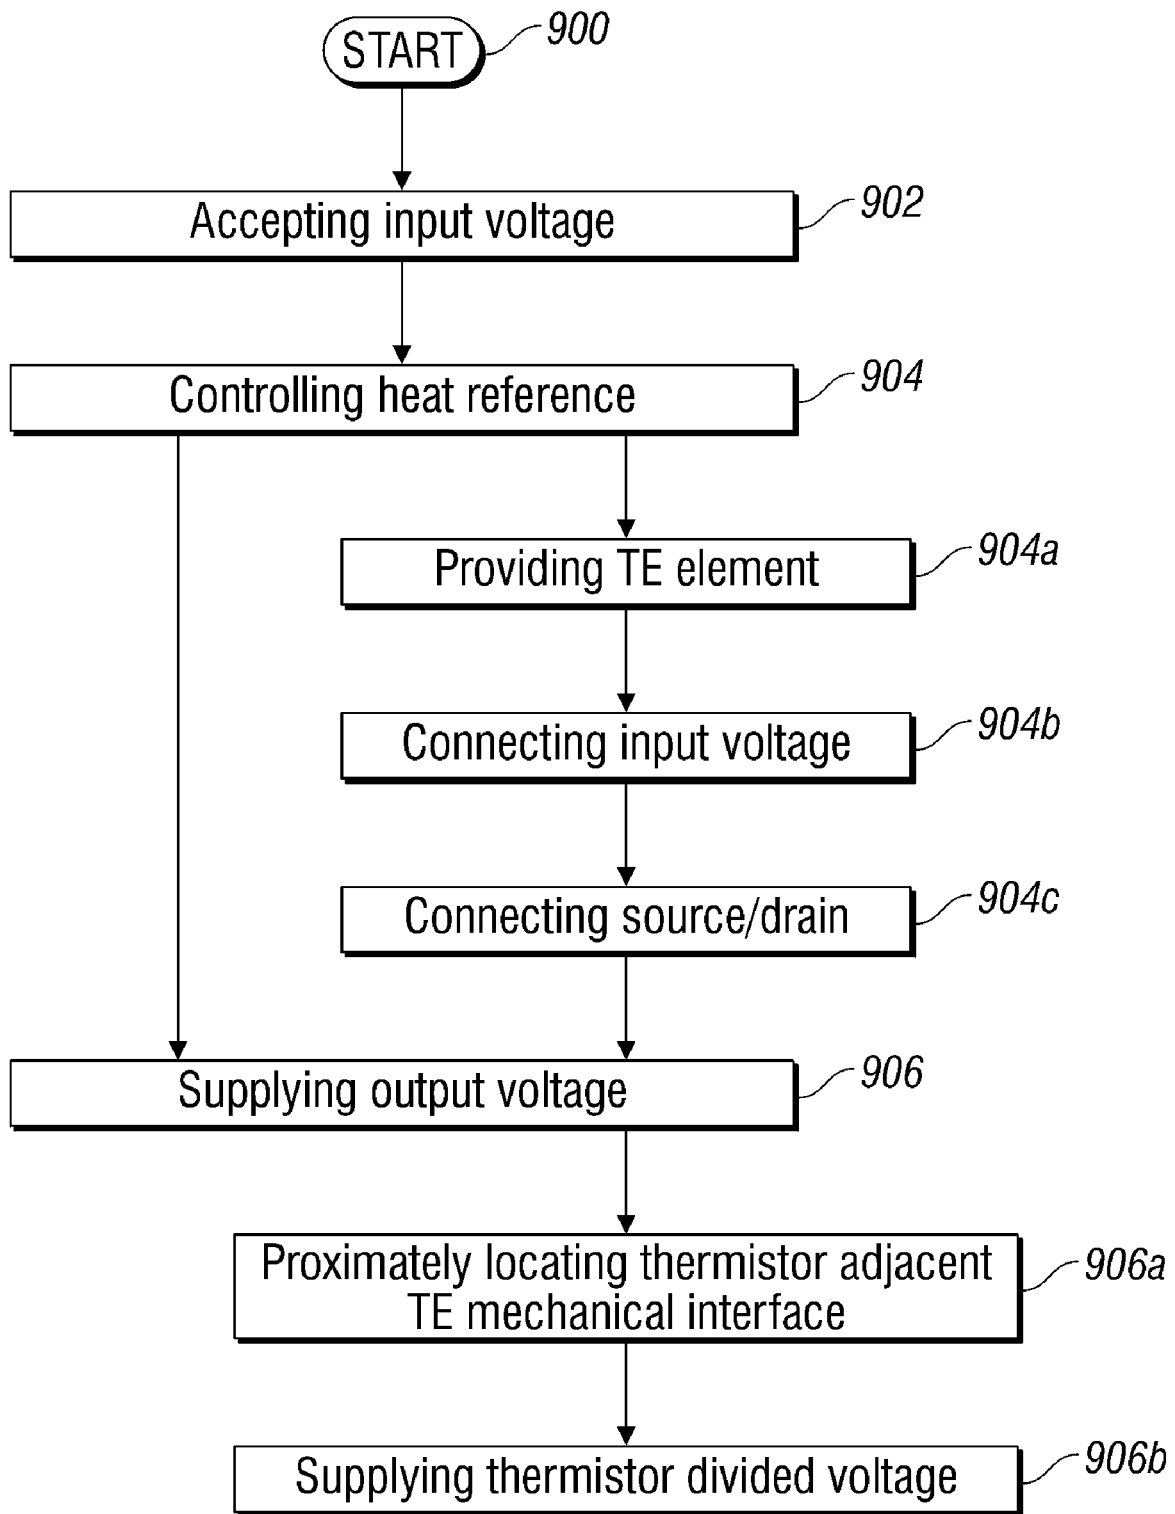 START
900
Accepting input voltage
902
Controlling heat reference
904
Providing TE element
904a
Connecting input voltage
904b
Connecting source/drain
904c
Supplying output voltage
906
Proximately locating thermistor adjacent
TE mechanical interface
906a
Supplying thermistor divided voltage
906b